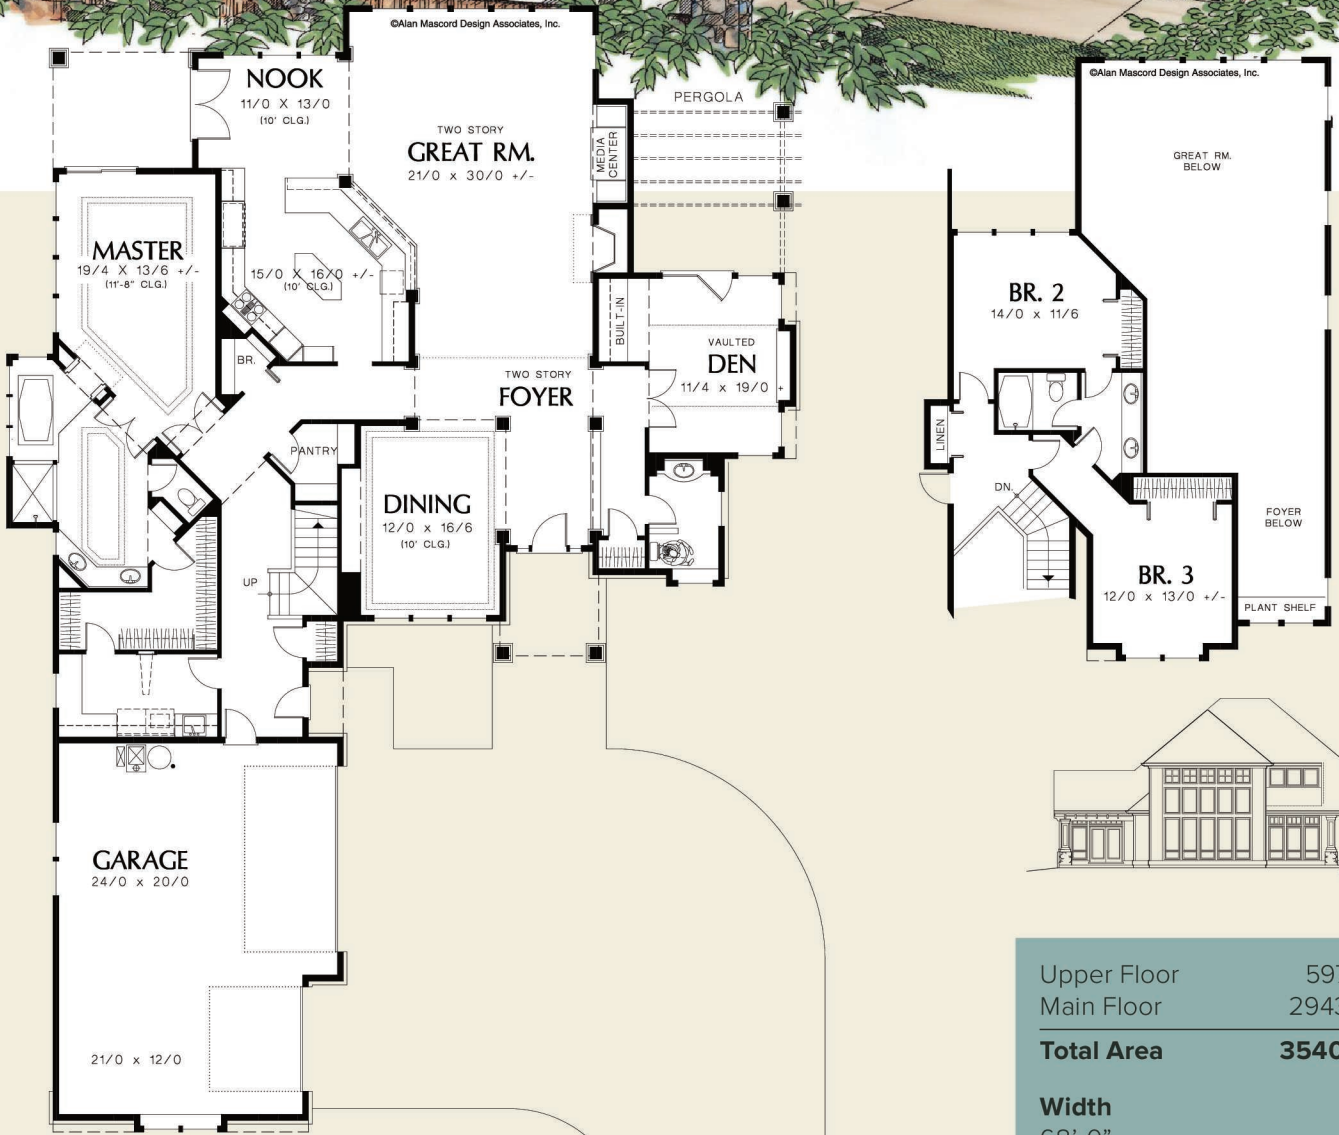 ©Alan Mascord Design Associates, Inc.
NOOK
11/0 X 13/0
(10' CLG.)
TWO STORY
GREAT RM.
21/0 x 30/0 +/-
MEDIA
CENTER
PERGOLA
MASTER
19/4 X 13/6 +/-
(11'-8" CLG.)
15/0 X 16/0 +/-
(10' CLG.)
BR.
BUILT-IN
VAULTED
DEN
11/4 x 19/0
TWO STORY
FOYER
PANTRY
DINING
12/0 x 16/6
(10' CLG.)
UP
GARAGE
24/0 x 20/0
21/0 x 12/0
©Alan Mascord Design Associates, Inc.
GREAT RM.
BELOW
BR. 2
14/0 x 11/6
LINEN
DN.
FOYER
BELOW
BR. 3
12/0 x 13/0 +/-
PLANT SHELF
Upper Floor 597
Main Floor 2943
Total Area 3540
Width
68'-0"